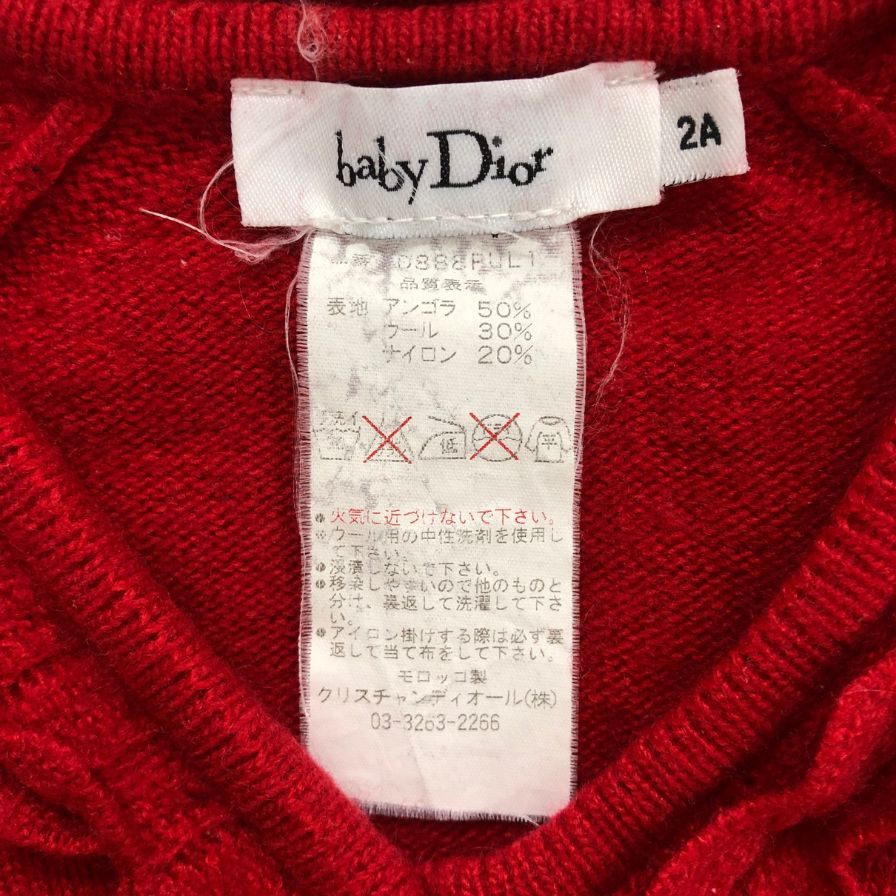 baby Dior
2A
0888PUL1
品質表示
表地 アンゴラ 50%
ウール 30%
ナイロン 20%
低
平
●火気に近づけないで下さい。
●ウール用の中性洗剤を使用し
て下さい。
●浸漬しないで下さい。
●移染しやすいので他のものと
分け、裏返して洗濯して下さ
い。
●アイロン掛けする際は必ず裏
返して当て布をして下さい。
モロッコ製
クリスチャンディオール(株)
03-3263-2266